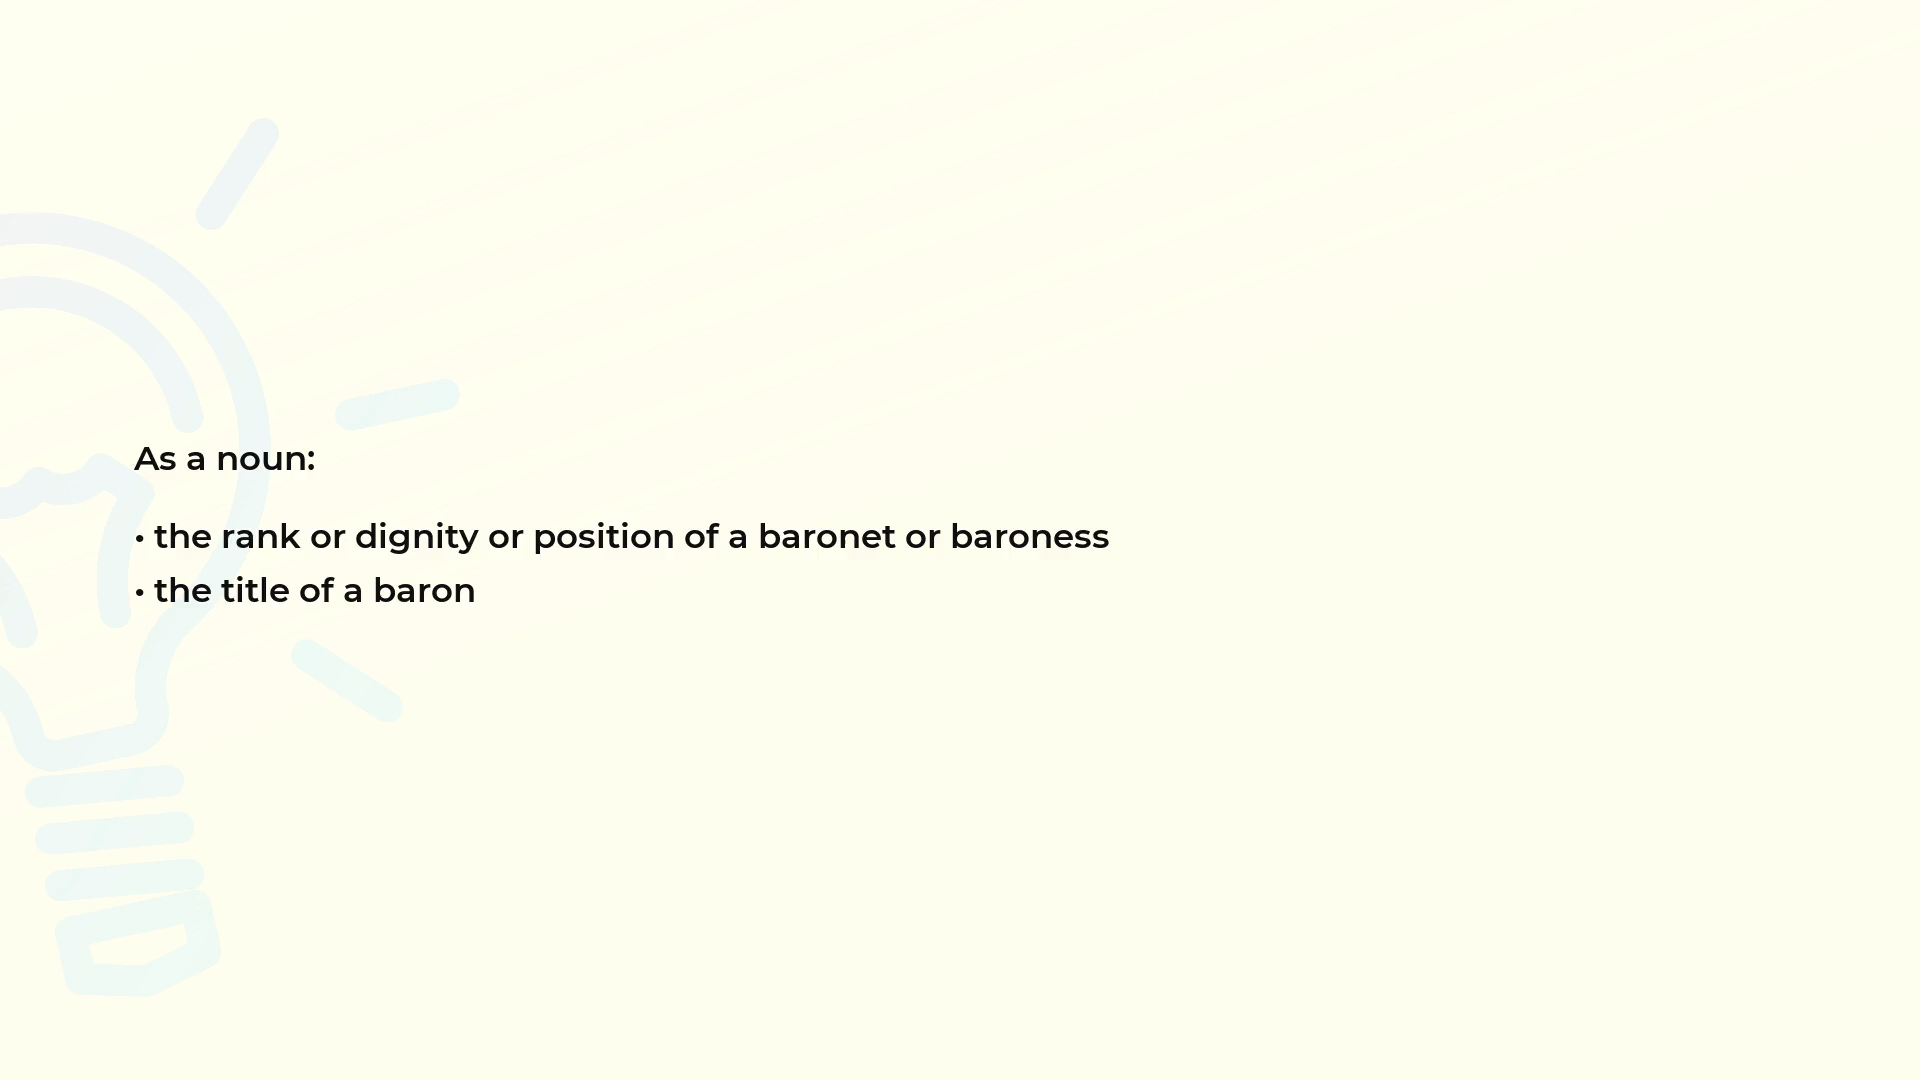 As a noun:
• the rank or dignity or position of a baronet or baroness
• the title of a baron